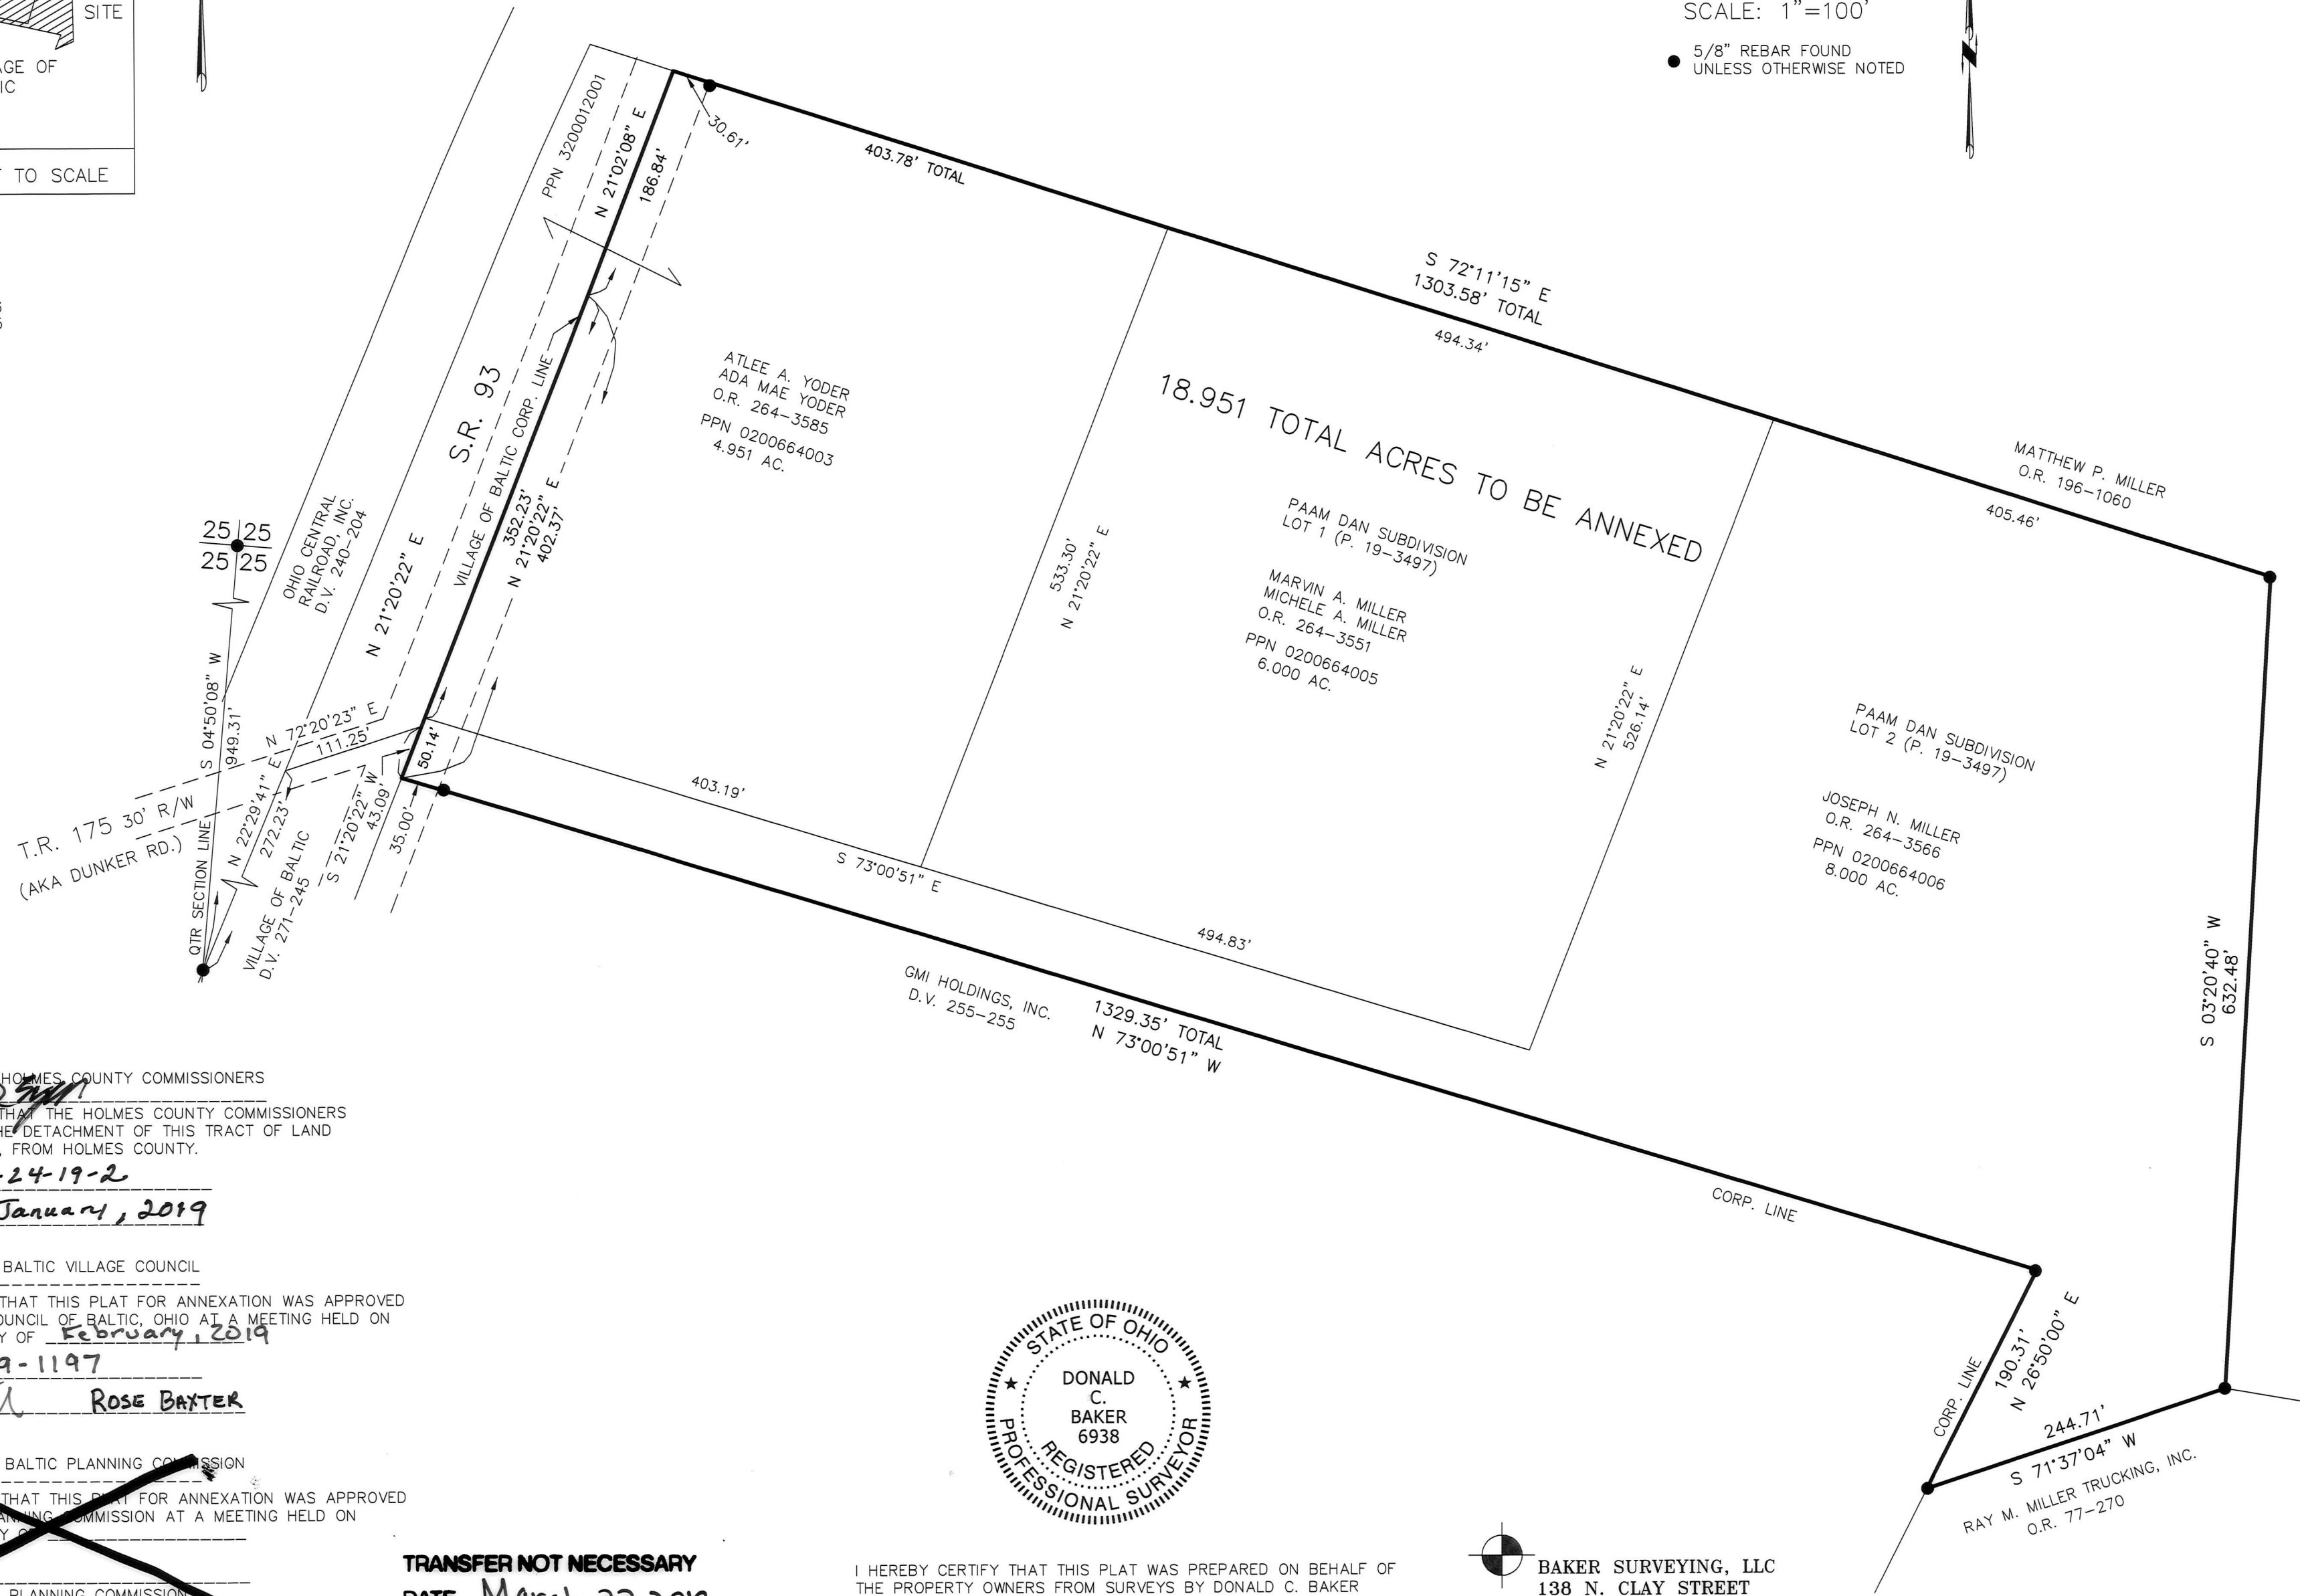 SITE
AGE OF
IC
TO SCALE
SCALE: 1"=100'
5/8" REBAR FOUND
UNLESS OTHERWISE NOTED
PPN 3200012001
N 21°02'08" E
186.84'
30.61'
403.78' TOTAL
S 72°11'15" E
1303.58' TOTAL
494.34'
405.46'
MATTHEW P. MILLER
O.R. 196-1060
18.951 TOTAL ACRES TO BE ANNEXED
ATLEE A. YODER
ADA MAE YODER
O.R. 264-3585
PPN 0200664003
4.951 AC.
S.R. 93
VILLAGE OF BALTIC CORP. LINE
352.23'
N 21°20'22" E
402.37'
N 21°20'22" E
OHIO CENTRAL
RAILROAD, INC.
D.V. 240-204
25 25
25 25
533.30'
N 21°20'22" E
PAAM DAN SUBDIVISION
LOT 1 (P. 19-3497)
MARVIN A. MILLER
MICHELE A. MILLER
O.R. 264-3551
PPN 0200664005
6.000 AC.
N 21°20'22" E
526.14'
PAAM DAN SUBDIVISION
LOT 2 (P. 19-3497)
JOSEPH N. MILLER
O.R. 264-3566
PPN 0200664006
8.000 AC.
S 04°50'08" W
949.31'
QTR SECTION LINE
N 72°20'23" E
111.25'
N 22°29'41" E
272.23'
T.R. 175 30' R/W
(AKA DUNKER RD.)
VILLAGE OF BALTIC
D.V. 271-245
S 21°20'22" W
43.09'
35.00'
50.14'
403.19'
S 73°00'51" E
494.83'
GMI HOLDINGS, INC.
D.V. 255-255
1329.35' TOTAL
N 73°00'51" W
S 03°20'40" W
632.48'
CORP. LINE
CORP. LINE
190.31'
N 26°50'00" E
244.71'
S 71°37'04" W
RAY M. MILLER TRUCKING, INC.
O.R. 77-270
HOLMES COUNTY COMMISSIONERS
THAT THE HOLMES COUNTY COMMISSIONERS
HE DETACHMENT OF THIS TRACT OF LAND
, FROM HOLMES COUNTY.
-24-19-2
January, 2019
BALTIC VILLAGE COUNCIL
THAT THIS PLAT FOR ANNEXATION WAS APPROVED
OUNCIL OF BALTIC, OHIO AT A MEETING HELD ON
Y OF February, 2019
9-1197
ROSE BAXTER
BALTIC PLANNING COMMISSION
THAT THIS PLAT FOR ANNEXATION WAS APPROVED
ANNING COMMISSION AT A MEETING HELD ON
Y OF
PLANNING COMMISSION
STATE OF OHIO
DONALD
C.
BAKER
6938
REGISTERED
PROFESSIONAL SURVEYOR
TRANSFER NOT NECESSARY
DATE March 22 2019
I HEREBY CERTIFY THAT THIS PLAT WAS PREPARED ON BEHALF OF
THE PROPERTY OWNERS FROM SURVEYS BY DONALD C. BAKER
BAKER SURVEYING, LLC
138 N. CLAY STREET